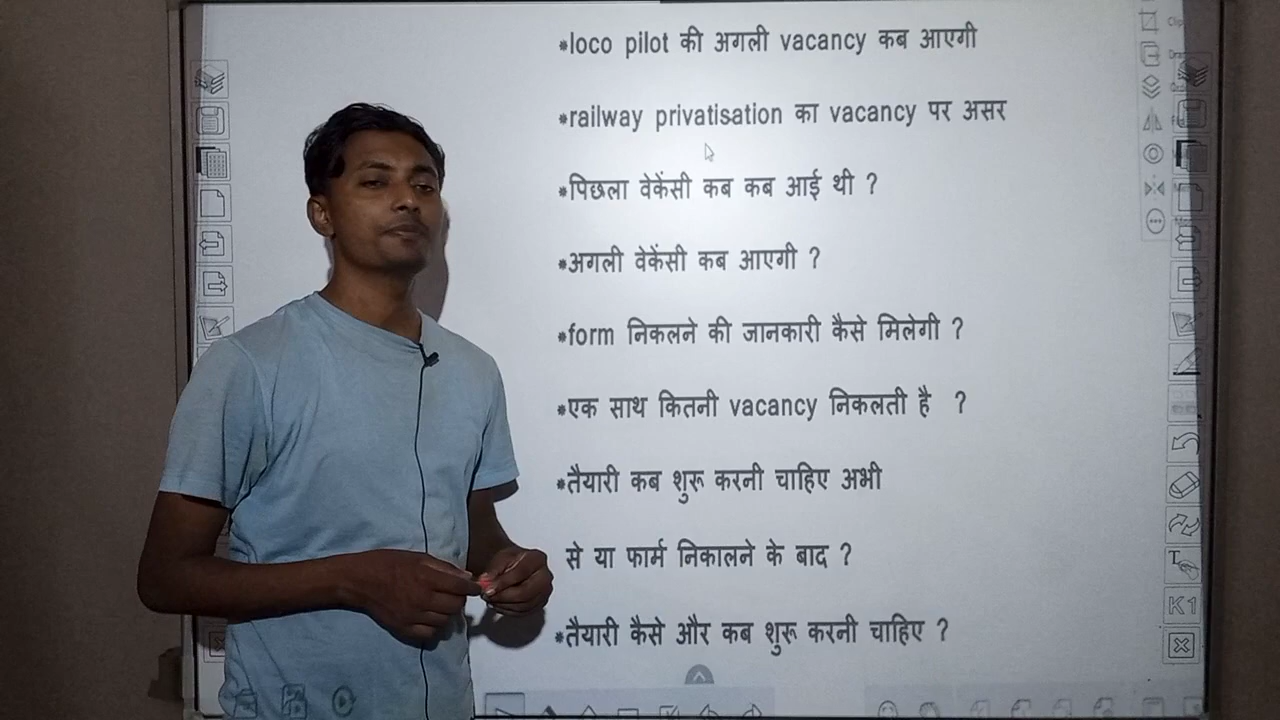 *loco pilot की अगली vacancy कब आएगी
*railway privatisation का vacancy पर असर
*पिछला वेकेंसी कब कब आई थी ?
*अगली वेकेंसी कब आएगी ?
*form निकलने की जानकारी कैसे मिलेगी ?
*एक साथ कितनी vacancy निकलती है ?
*तैयारी कब शुरू करनी चाहिए अभी
से या फार्म निकालने के बाद ?
*तैयारी कैसे और कब शुरू करनी चाहिए ?
K1